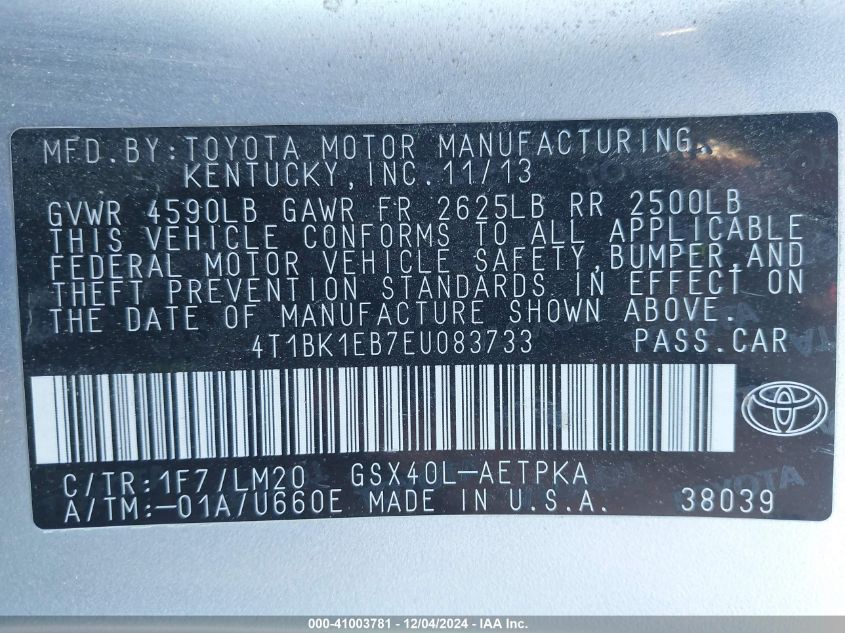 MFD.BY:TOYOTA MOTOR MANUFACTURING,
KENTUCKY,INC.11/13
GVWR 4590LB GAWR FR 2625LB RR 2500LB
THIS VEHICLE CONFORMS TO ALL APPLICABLE
FEDERAL MOTOR VEHICLE SAFETY,BUMPER,AND
THEFT PREVENTION STANDARDS IN EFFECT ON
THE DATE OF MANUFACTURE SHOWN ABOVE.
4T1BK1EB7EU083733 PASS.CAR
C/TR:1F7/LM20 GSX40L-AETPKA
A/TM:-01A/U660E MADE IN U.S.A. 38039
000-41003781 - 12/04/2024 - IAA Inc.